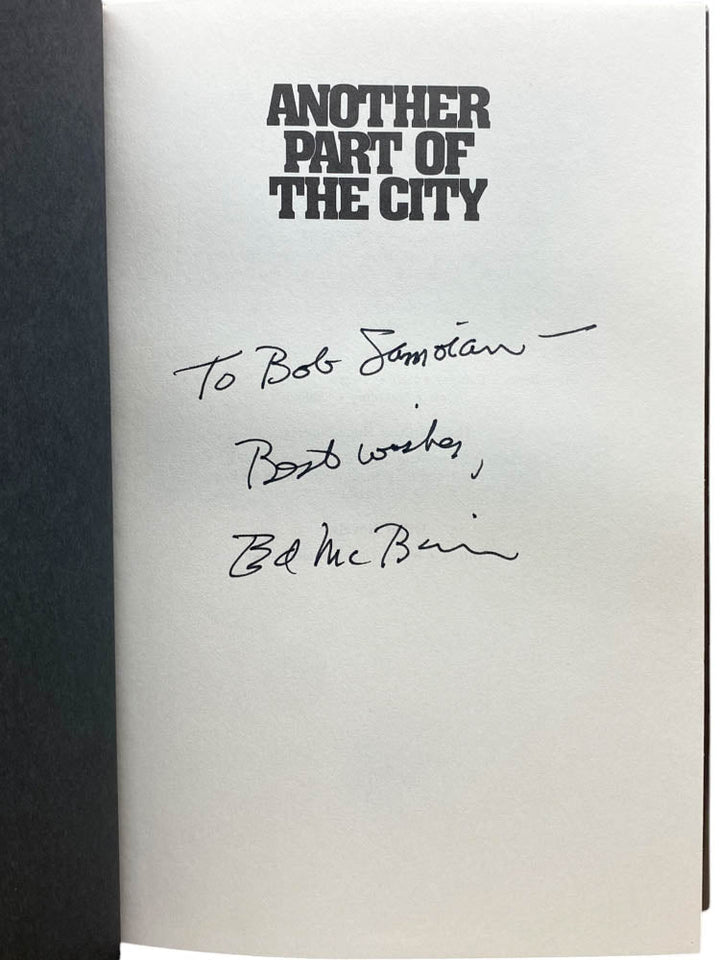 ANOTHER
PART OF
THE CITY
To Bob Samoian —
Best wishes,
Ed McBain